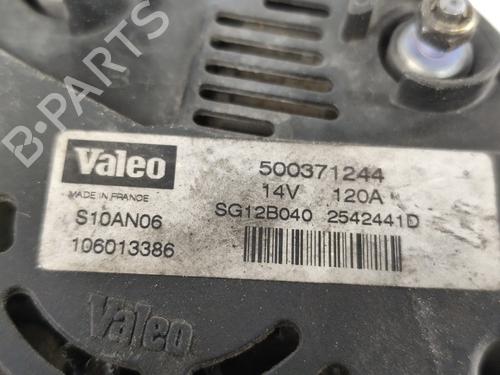 B-PARTS
Valeo
MADE IN FRANCE
S10AN06
106013386
500371244
14V 120A
SG12B040 2542441D
Valeo